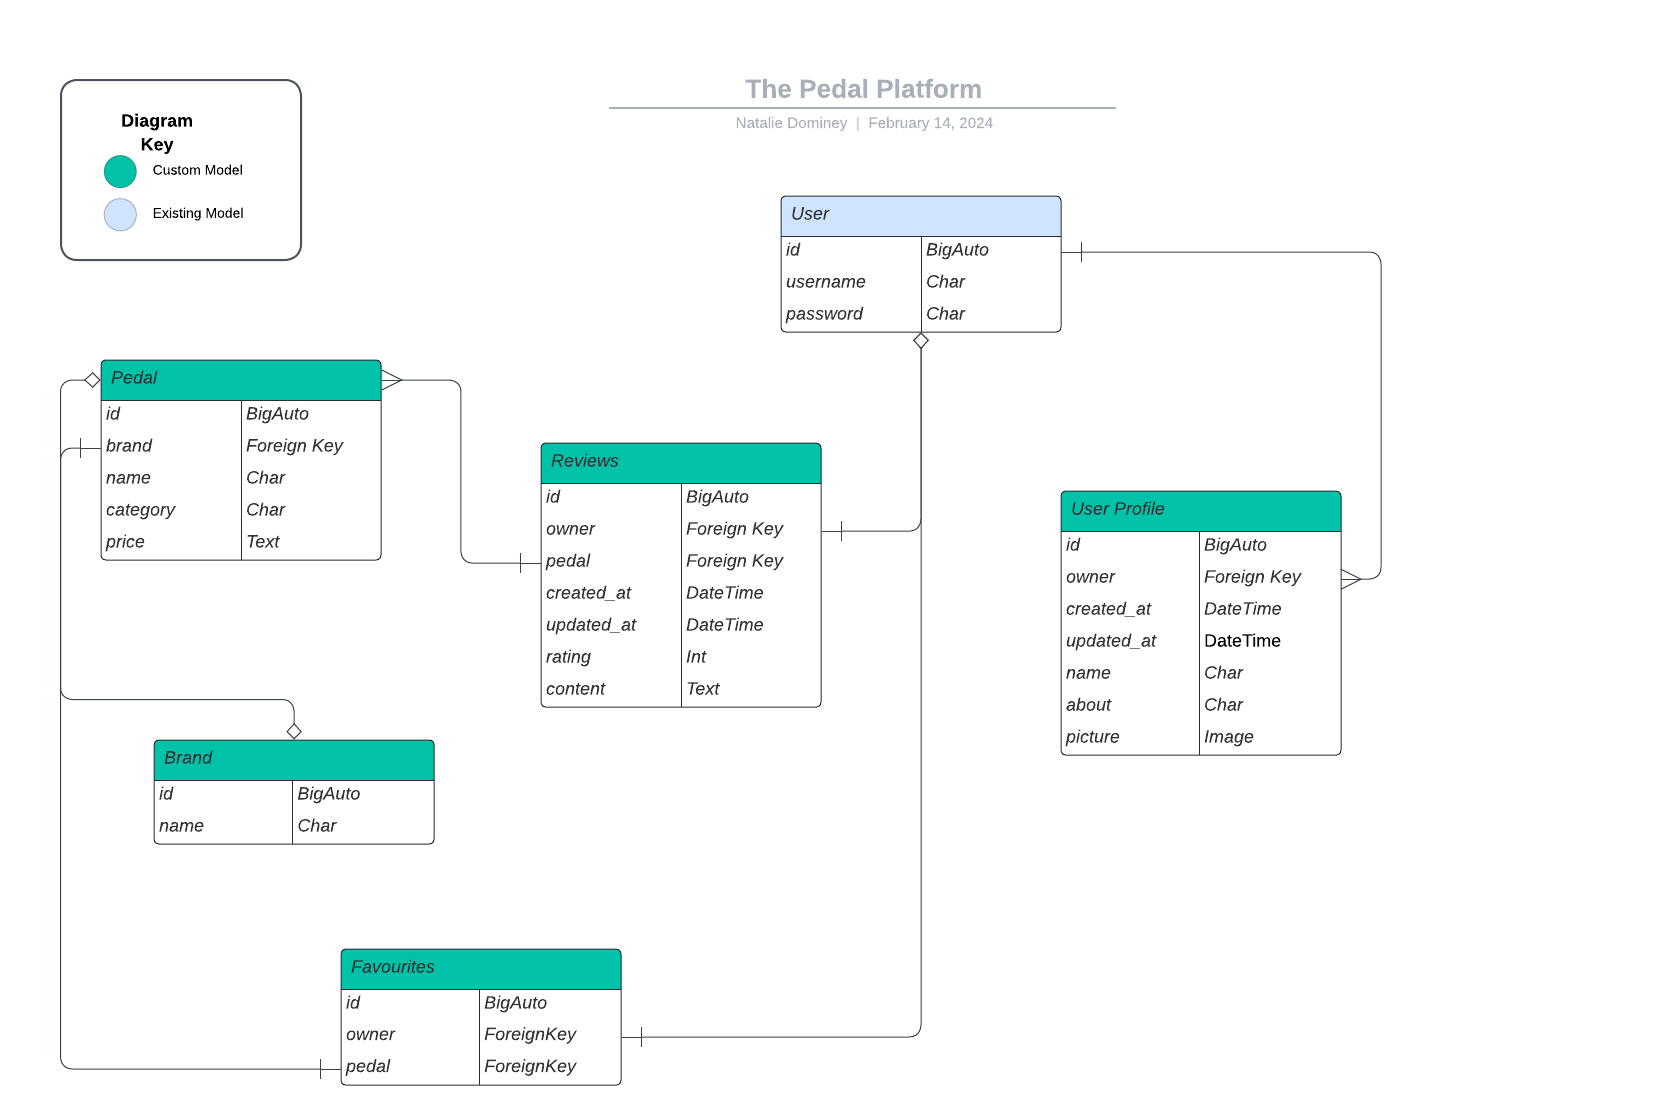 The Pedal Platform
Natalie Dominey | February 14, 2024
Diagram
Key
Custom Model
Existing Model
User
id BigAuto
username Char
password Char
Pedal
id BigAuto
brand Foreign Key
name Char
category Char
price Text
Reviews
id BigAuto
owner Foreign Key
pedal Foreign Key
created_at DateTime
updated_at DateTime
rating Int
content Text
User Profile
id BigAuto
owner Foreign Key
created_at DateTime
updated_at DateTime
name Char
about Char
picture Image
Brand
id BigAuto
name Char
Favourites
id BigAuto
owner ForeignKey
pedal ForeignKey